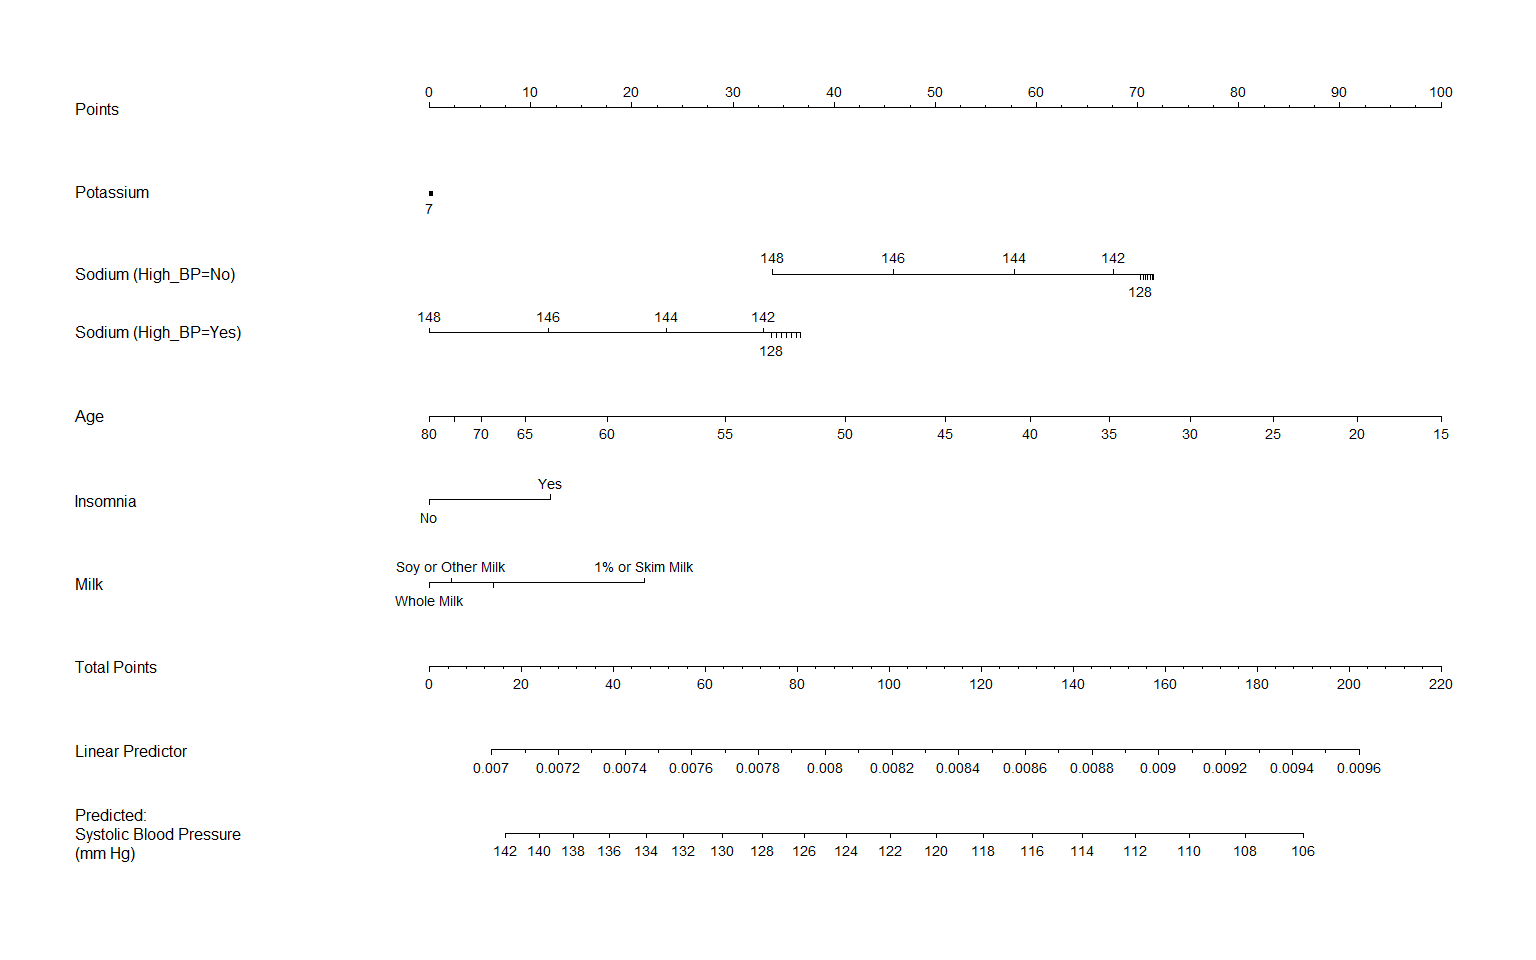 0 10 20 30 40 50 60 70 80 90 100
Points
Potassium
7
148 146 144 142
Sodium (High_BP=No)
128
148 146 144 142
Sodium (High_BP=Yes)
128
Age
80 70 65 60 55 50 45 40 35 30 25 20 15
Yes
Insomnia
No
Soy or Other Milk 1% or Skim Milk
Milk
Whole Milk
Total Points
0 20 40 60 80 100 120 140 160 180 200 220
Linear Predictor
0.007 0.0072 0.0074 0.0076 0.0078 0.008 0.0082 0.0084 0.0086 0.0088 0.009 0.0092 0.0094 0.0096
Predicted:
Systolic Blood Pressure
(mm Hg)
142 140 138 136 134 132 130 128 126 124 122 120 118 116 114 112 110 108 106